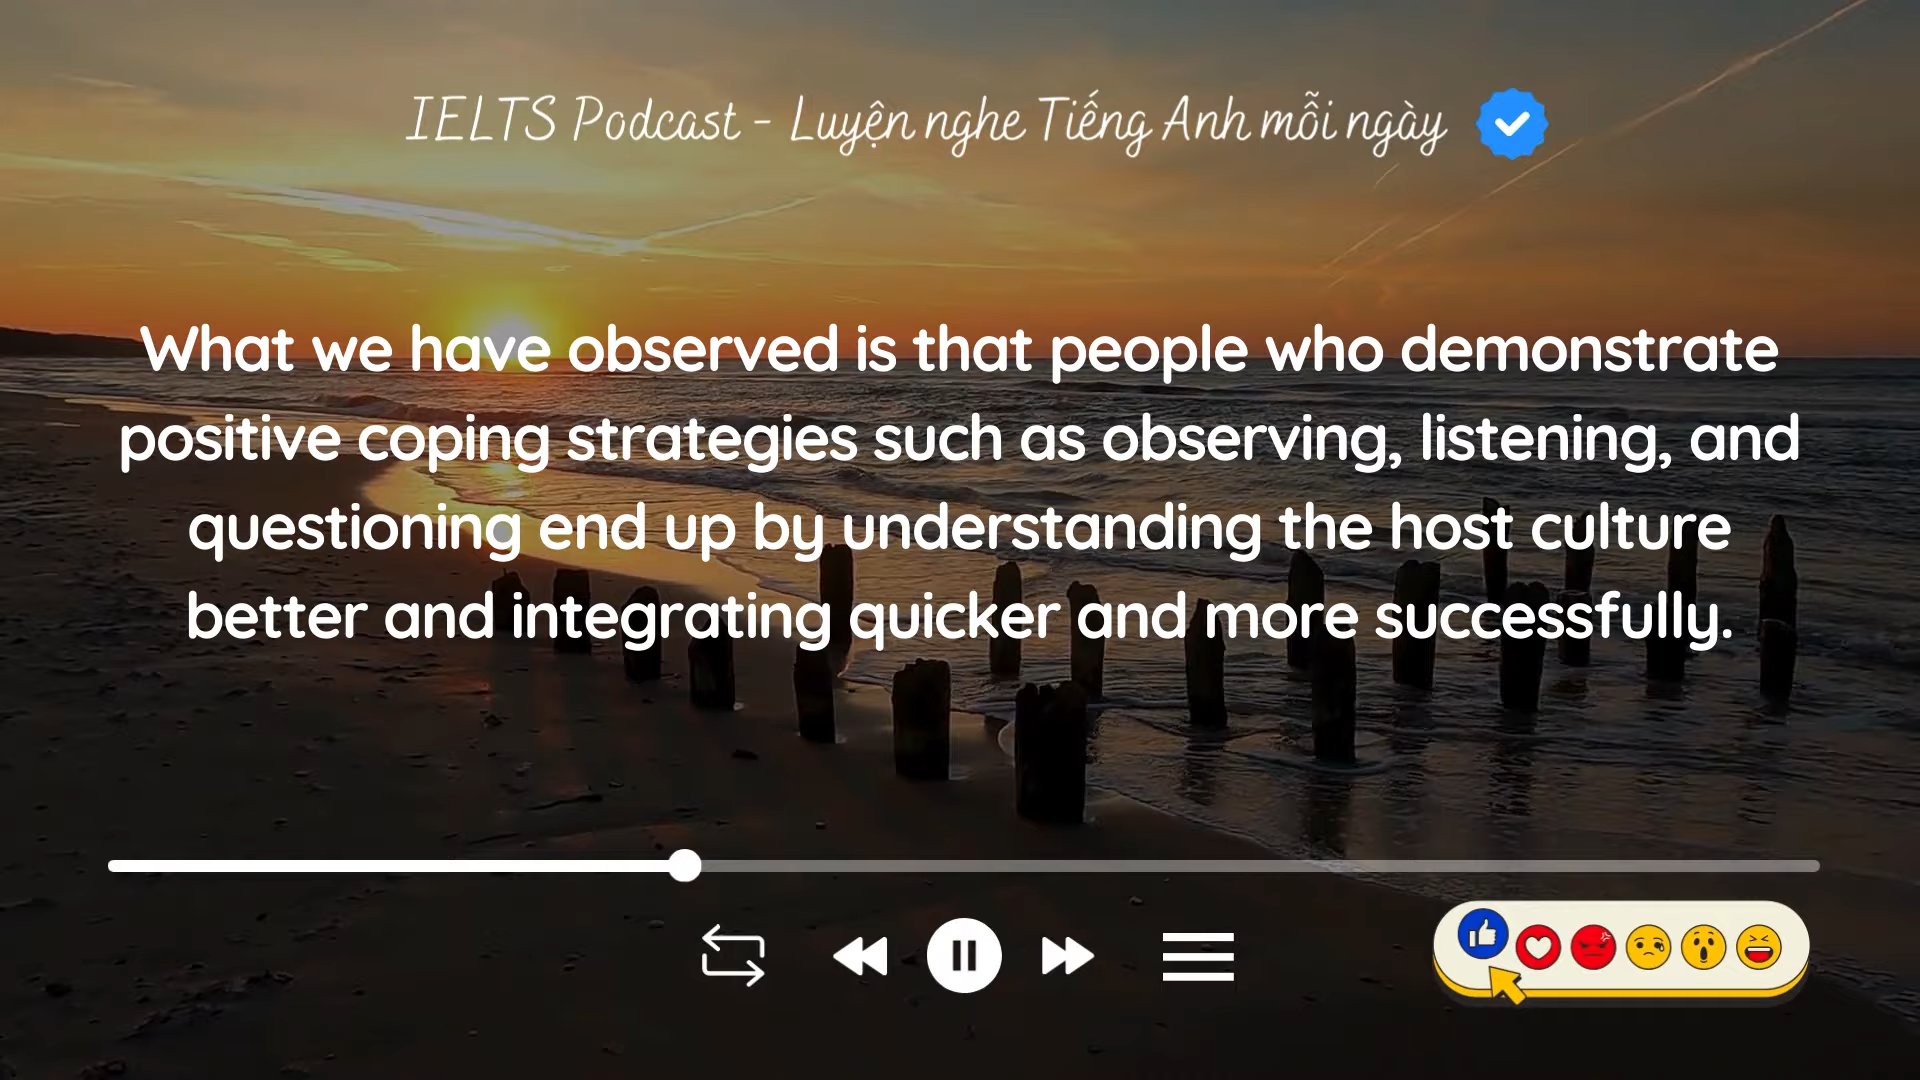 IELTS Podcast - Luyện nghe Tiếng Anh mỗi ngày
What we have observed is that people who demonstrate
positive coping strategies such as observing, listening, and
questioning end up by understanding the host culture
better and integrating quicker and more successfully.